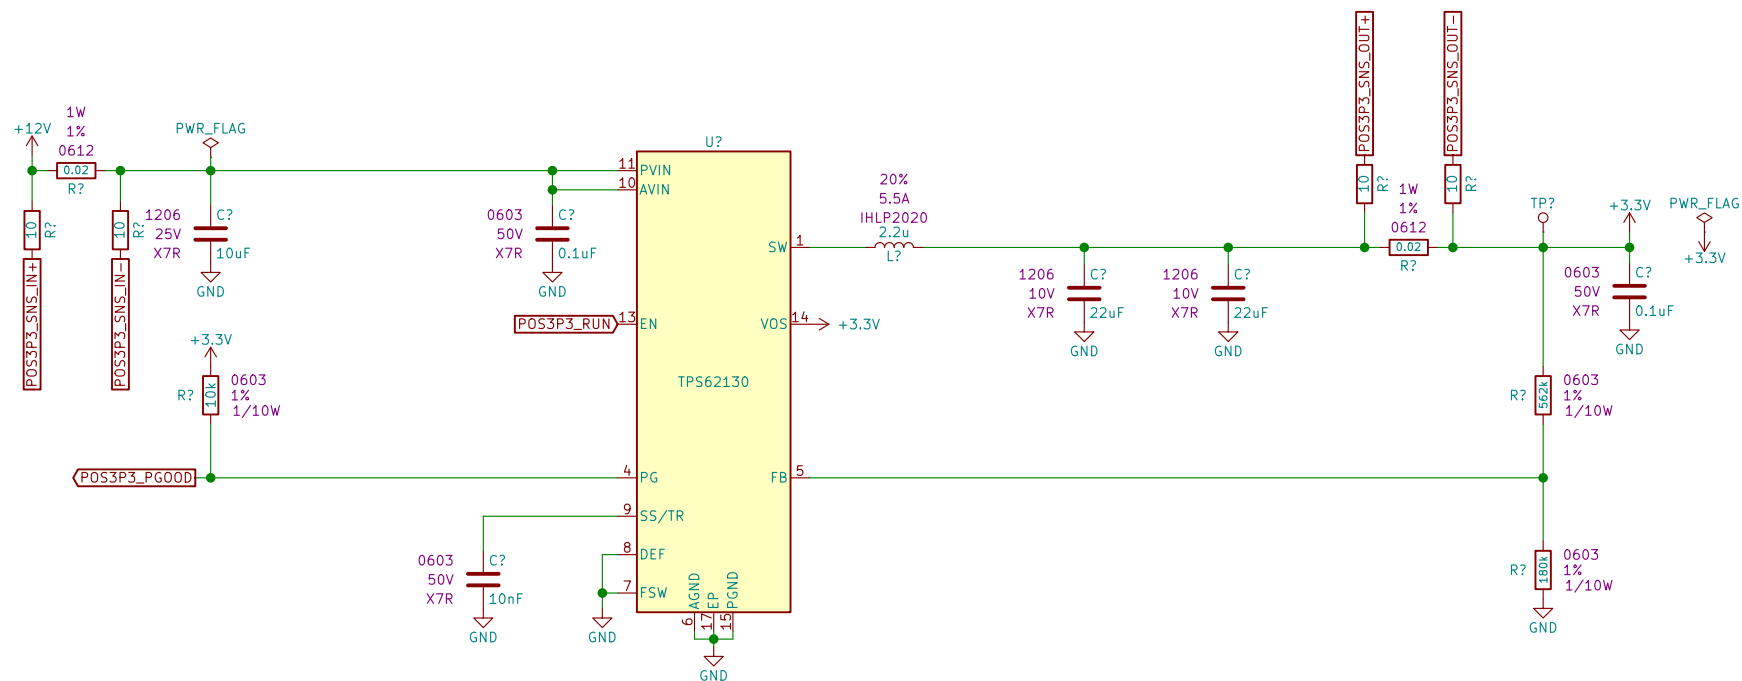 +12V
1W
1%
0612
0.02
R?
PWR_FLAG
10
R?
10
R?
POS3P3_SNS_IN+
POS3P3_SNS_IN-
1206
25V
X7R
C?
10uF
GND
0603
50V
X7R
C?
0.1uF
GND
POS3P3_RUN
+3.3V
R?
10k
0603
1%
1/10W
POS3P3_PGOOD
0603
50V
X7R
C?
10nF
GND
GND
U?
11
PVIN
10
AVIN
13
EN
4
PG
9
SS/TR
8
DEF
7
FSW
TPS62130
SW
1
VOS
14
+3.3V
FB
5
AGND
EP
PGND
6
17
15
GND
20%
5.5A
IHLP2020
2.2u
L?
1206
10V
X7R
C?
22uF
GND
1206
10V
X7R
C?
22uF
GND
POS3P3_SNS_OUT+
POS3P3_SNS_OUT-
10
R?
10
R?
1W
1%
0612
0.02
R?
TP?
+3.3V
PWR_FLAG
+3.3V
0603
50V
X7R
C?
0.1uF
GND
R?
562k
0603
1%
1/10W
R?
180k
0603
1%
1/10W
GND